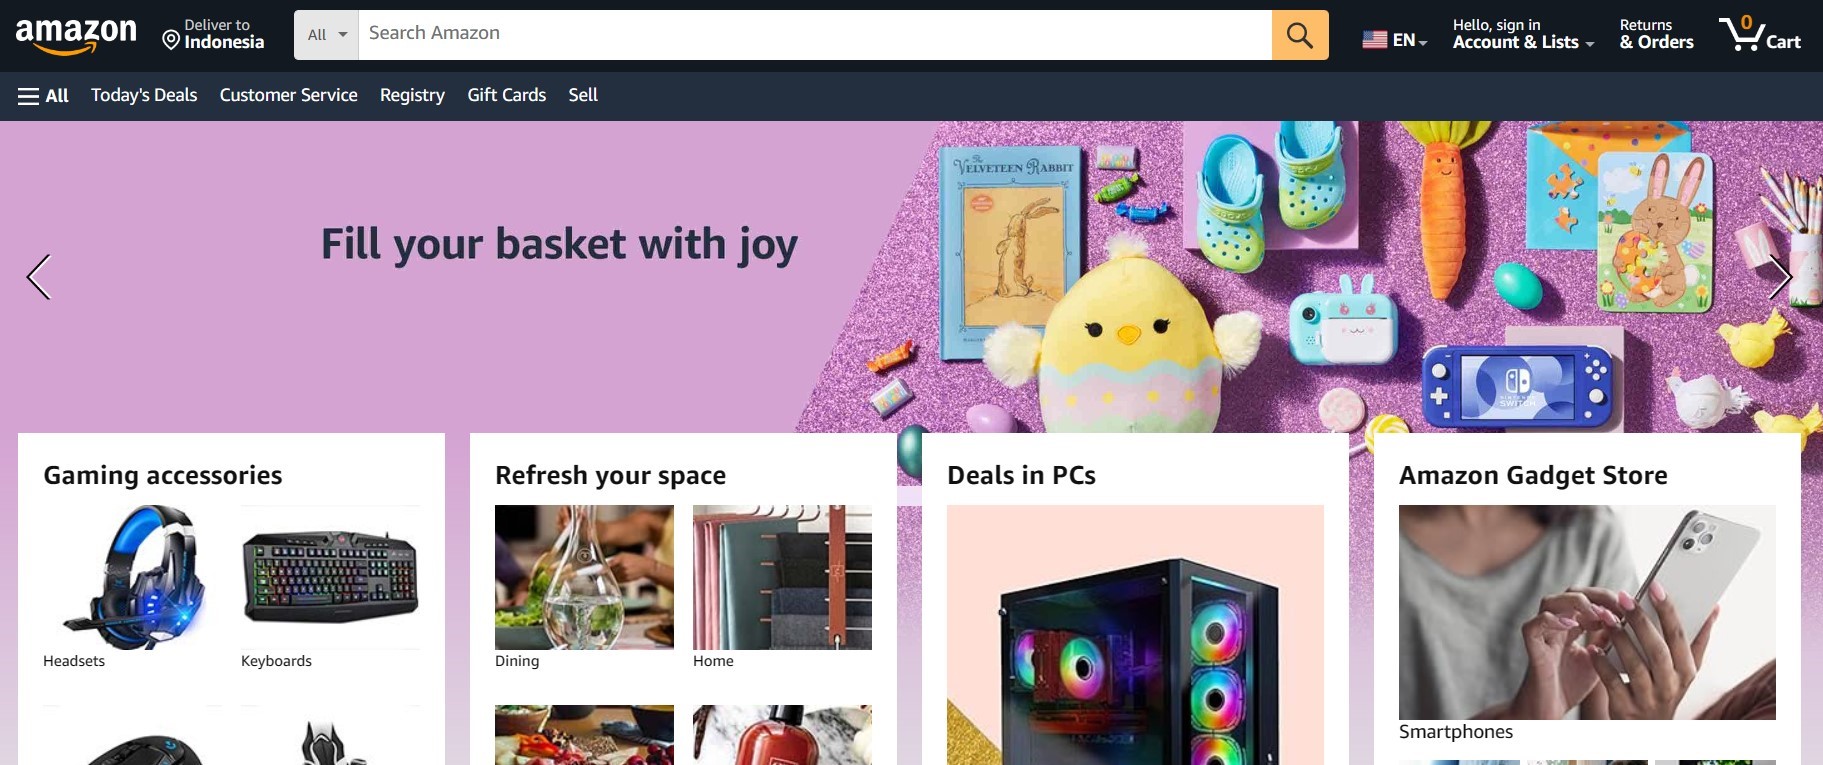 amazon
Deliver to
Indonesia
All
Search Amazon
EN
Hello, sign in
Account & Lists
Returns
& Orders
0
Cart
All
Today's Deals
Customer Service
Registry
Gift Cards
Sell
Fill your basket with joy
The
VELVETEEN RABBIT
NINTENDO
SWITCH
Gaming accessories
Refresh your space
Deals in PCs
Amazon Gadget Store
Headsets
Keyboards
Dining
Home
Smartphones